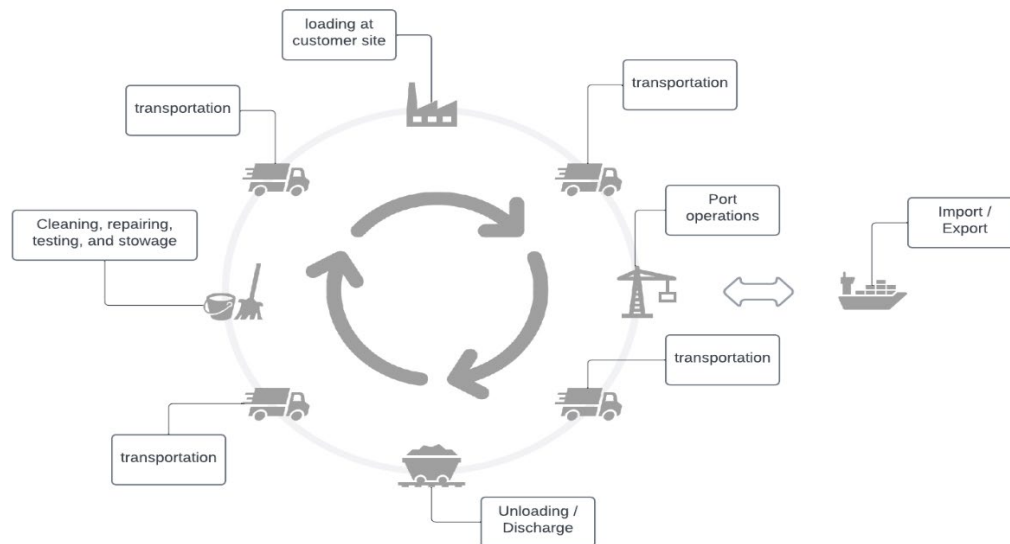 loading at
customer site
transportation
transportation
Port
operations
Import /
Export
Cleaning, repairing,
testing, and stowage
transportation
transportation
Unloading /
Discharge